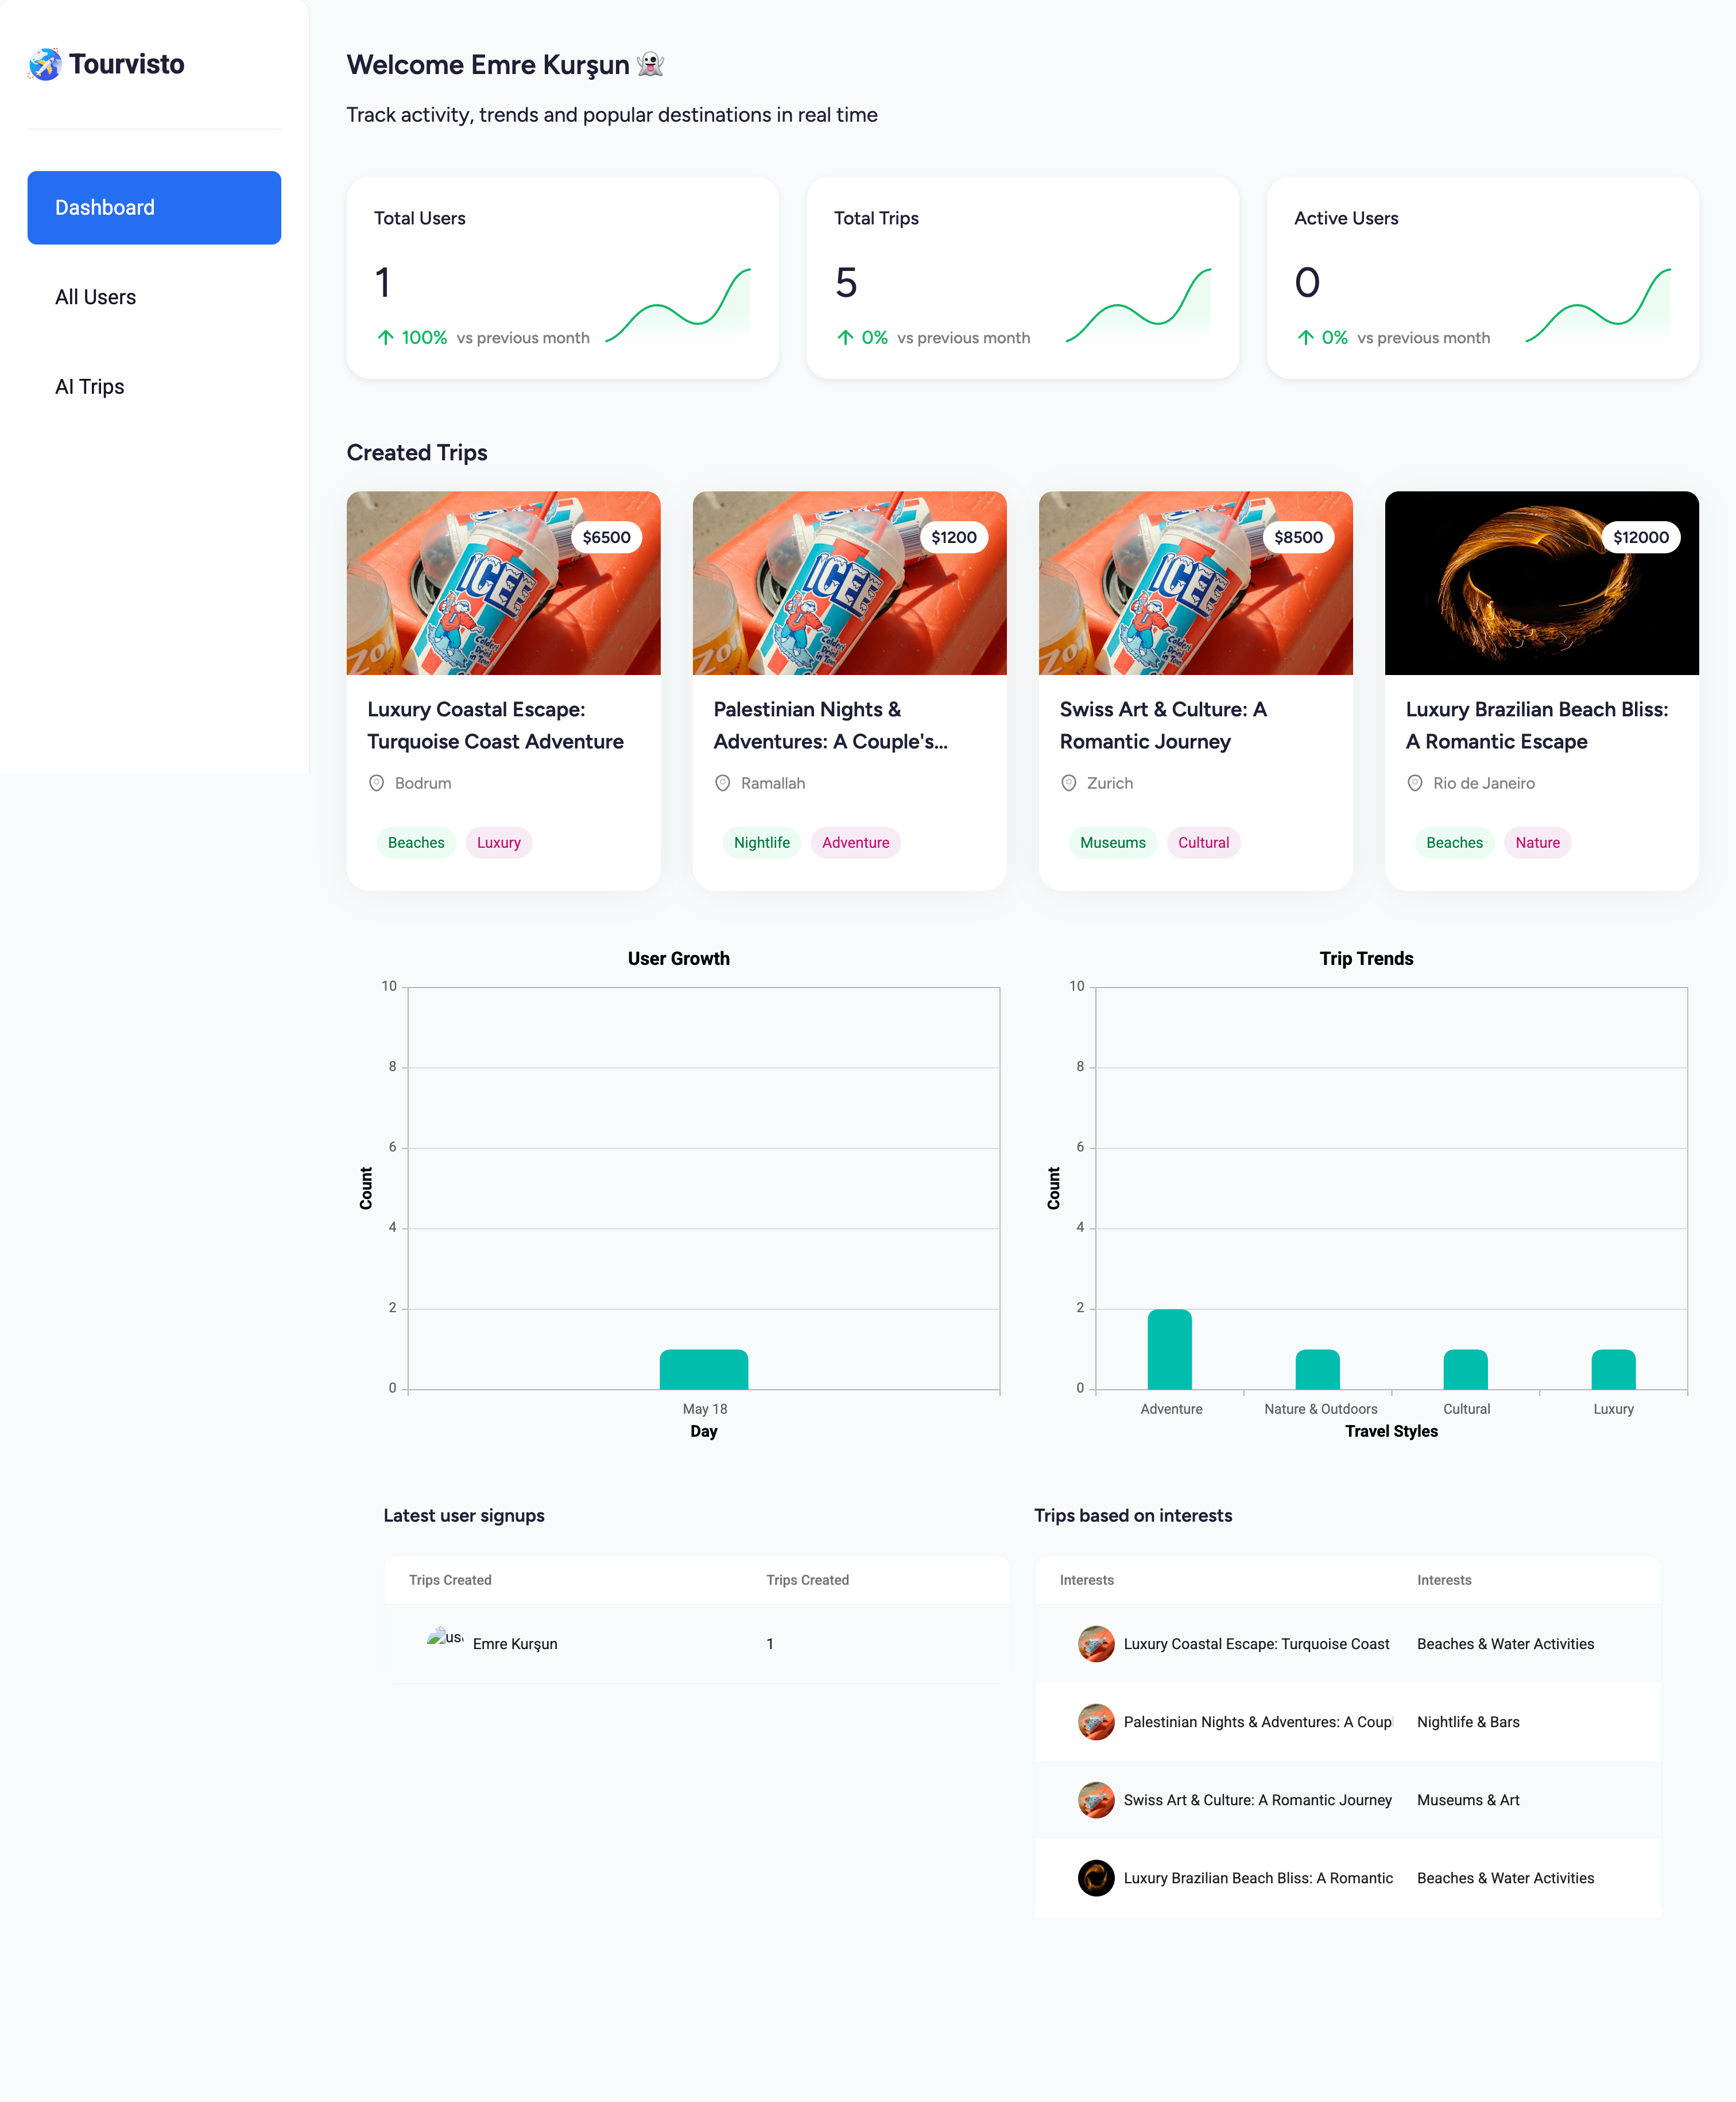 Tourvisto
Dashboard
All Users
AI Trips
Welcome Emre Kurşun 👻
Track activity, trends and popular destinations in real time
Total Users
1
100% vs previous month
Total Trips
5
0% vs previous month
Active Users
0
0% vs previous month
Created Trips
ICEE
$6500
Luxury Coastal Escape:
Turquoise Coast Adventure
Bodrum
Beaches
Luxury
ICEE
$1200
Palestinian Nights &
Adventures: A Couple's...
Ramallah
Nightlife
Adventure
ICEE
$8500
Swiss Art & Culture: A
Romantic Journey
Zurich
Museums
Cultural
$12000
Luxury Brazilian Beach Bliss:
A Romantic Escape
Rio de Janeiro
Beaches
Nature
User Growth
10
8
6
4
2
0
Count
May 18
Day
Trip Trends
10
8
6
4
2
0
Count
Adventure
Nature & Outdoors
Cultural
Luxury
Travel Styles
Latest user signups
Trips Created
Trips Created
Emre Kurşun
1
Trips based on interests
Interests
Interests
Luxury Coastal Escape: Turquoise Coast
Beaches & Water Activities
Palestinian Nights & Adventures: A Coupl
Nightlife & Bars
Swiss Art & Culture: A Romantic Journey
Museums & Art
Luxury Brazilian Beach Bliss: A Romantic
Beaches & Water Activities